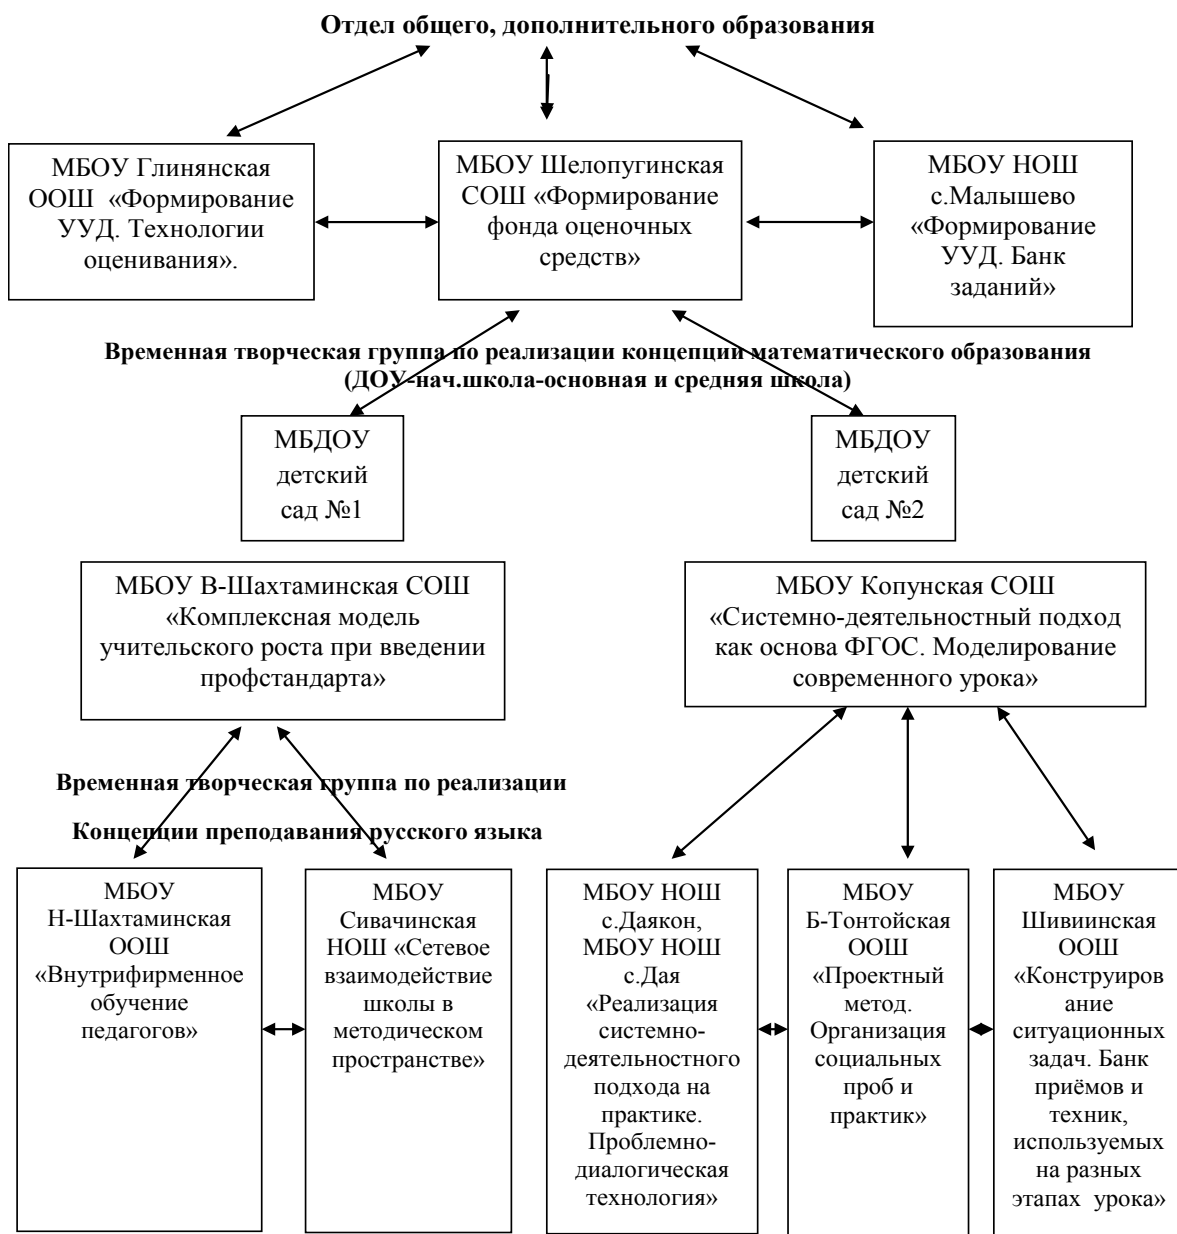 Отдел общего, дополнительного образования
МБОУ Глинянская
ООШ «Формирование
УУД. Технологии
оценивания».
МБОУ Шелопугинская
СОШ «Формирование
фонда оценочных
средств»
МБОУ НОШ
с.Малышево
«Формирование
УУД. Банк
заданий»
Временная творческая группа по реализации концепции математического образования
(ДОУ-нач.школа-основная и средняя школа)
МБДОУ
детский
сад №1
МБДОУ
детский
сад №2
МБОУ В-Шахтаминская СОШ
«Комплексная модель
учительского роста при введении
профстандарта»
МБОУ Копунская СОШ
«Системно-деятельностный подход
как основа ФГОС. Моделирование
современного урока»
Временная творческая группа по реализации
Концепции преподавания русского языка
МБОУ
Н-Шахтаминская
ООШ
«Внутрифирменное
обучение
педагогов»
МБОУ
Сивачинская
НОШ «Сетевое
взаимодействие
школы в
методическом
пространстве»
МБОУ НОШ
с.Даякон,
МБОУ НОШ
с.Дая
«Реализация
системно-
деятельностного
подхода на
практике.
Проблемно-
диалогическая
технология»
МБОУ
Б-Тонтойская
ООШ
«Проектный
метод.
Организация
социальных
проб и
практик»
МБОУ
Шивиинская
ООШ
«Конструиров
ание
ситуационных
задач. Банк
приёмов и
техник,
используемых
на разных
этапах урока»